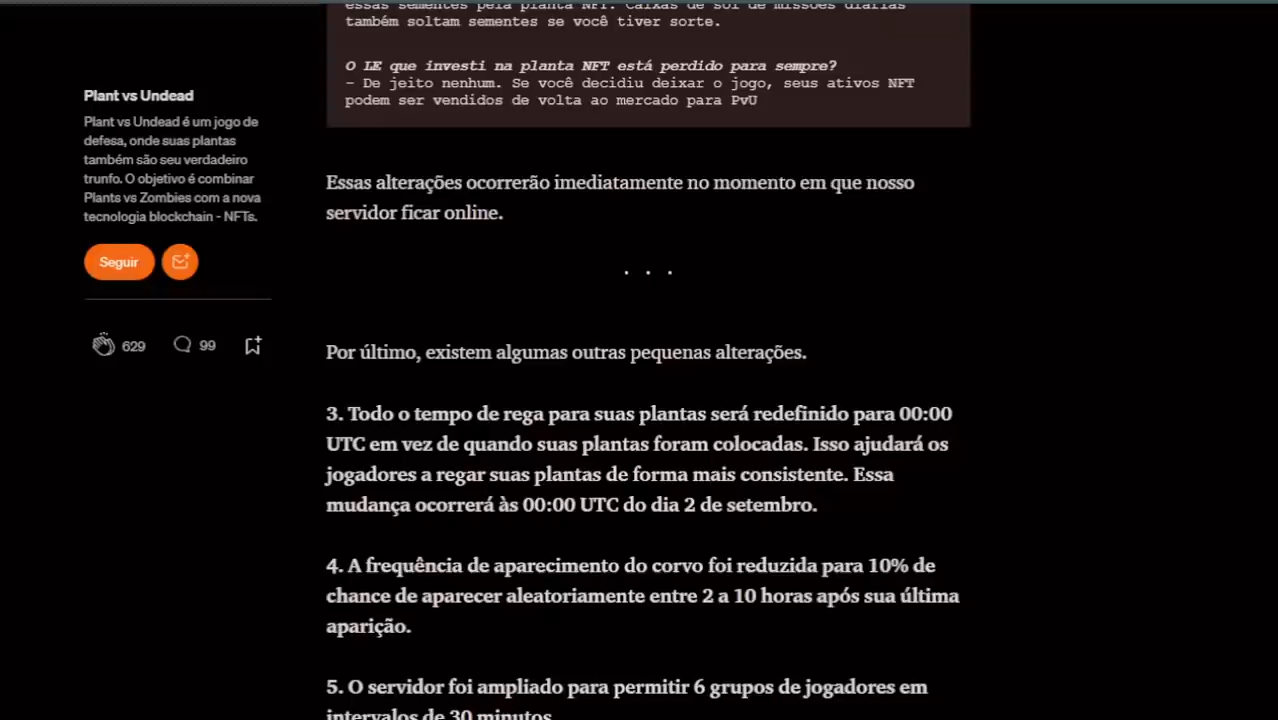 essas sementes pela planta NFT. Caixas de sol de missões diárias
também soltam sementes se você tiver sorte.
O LE que investi na planta NFT está perdido para sempre?
– De jeito nenhum. Se você decidiu deixar o jogo, seus ativos NFT
podem ser vendidos de volta ao mercado para PvU
Plant vs Undead
Plant vs Undead é um jogo de
defesa, onde suas plantas
também são seu verdadeiro
trunfo. O objetivo é combinar
Plants vs Zombies com a nova
tecnologia blockchain - NFTs.
Seguir
629
99
Essas alterações ocorrerão imediatamente no momento em que nosso
servidor ficar online.
. . .
Por último, existem algumas outras pequenas alterações.
3. Todo o tempo de rega para suas plantas será redefinido para 00:00
UTC em vez de quando suas plantas foram colocadas. Isso ajudará os
jogadores a regar suas plantas de forma mais consistente. Essa
mudança ocorrerá às 00:00 UTC do dia 2 de setembro.
4. A frequência de aparecimento do corvo foi reduzida para 10% de
chance de aparecer aleatoriamente entre 2 a 10 horas após sua última
aparição.
5. O servidor foi ampliado para permitir 6 grupos de jogadores em
intervalos de 30 minutos